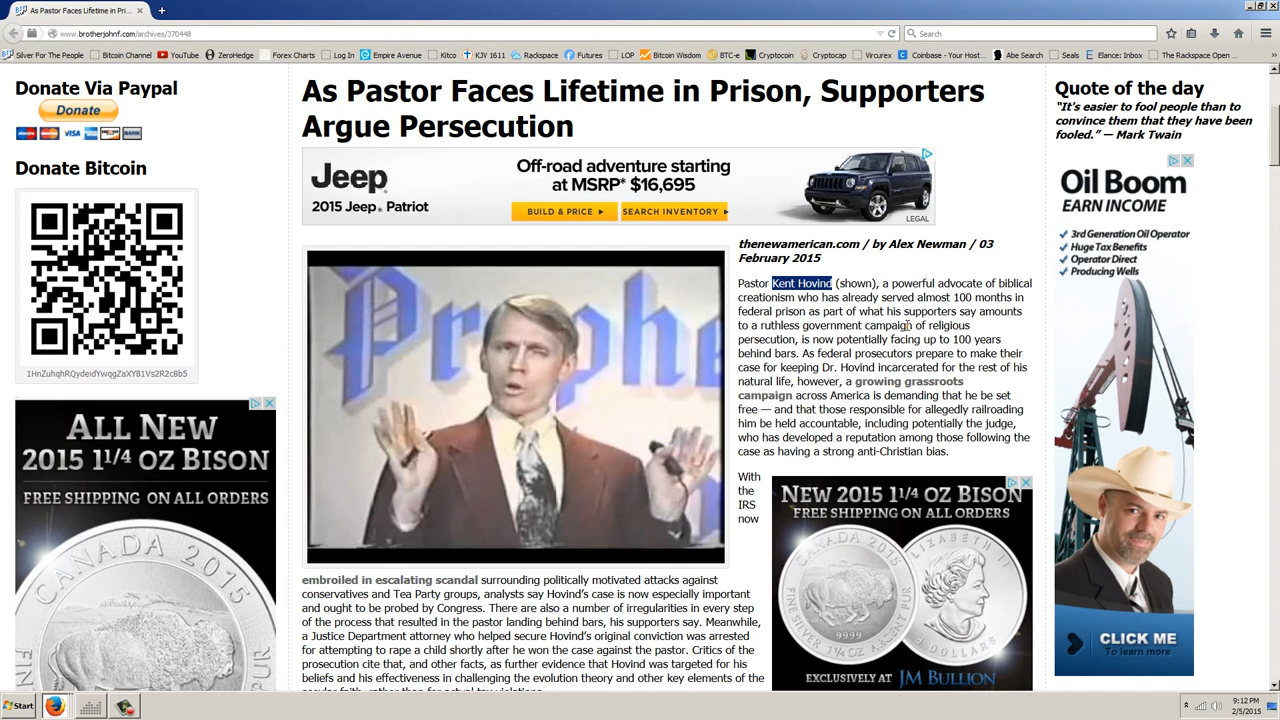 As Pastor Faces Lifetime in Pri...
www.brotherjohnf.com/archives/370448
Search
Silver For The People
Bitcoin Channel
YouTube
ZeroHedge
Forex Charts
Log In
Empire Avenue
Kitco
KJV 1611
Rackspace
Futures
LOP
Bitcoin Wisdom
BTC-e
Cryptocoin
Cryptocap
Vircurex
Coinbase - Your Host...
Abe Search
Seals
Elance: Inbox
The Rackspace Open ...
Donate Via Paypal
Donate
VISA
BANK
Donate Bitcoin
ALL NEW
2015 1 1/4 OZ BISON
FREE SHIPPING ON ALL ORDERS
CANADA 2015
As Pastor Faces Lifetime in Prison, Supporters
Argue Persecution
Jeep
2015 Jeep Patriot
Off-road adventure starting
at MSRP* $16,695
BUILD & PRICE
SEARCH INVENTORY
LEGAL
Prophe
thenewamerican.com / by Alex Newman / 03
February 2015
Pastor Kent Hovind (shown), a powerful advocate of biblical
creationism who has already served almost 100 months in
federal prison as part of what his supporters say amounts
to a ruthless government campaign of religious
persecution, is now potentially facing up to 100 years
behind bars. As federal prosecutors prepare to make their
case for keeping Dr. Hovind incarcerated for the rest of his
natural life, however, a growing grassroots
campaign across America is demanding that he be set
free — and that those responsible for allegedly railroading
him be held accountable, including potentially the judge,
who has developed a reputation among those following the
case as having a strong anti-Christian bias.
With
the
IRS
now
NEW 2015 1 1/4 OZ BISON
FREE SHIPPING ON ALL ORDERS
CANADA 2015
9999
ELIZABETH II
DOLLARS
EXCLUSIVELY AT JM BULLION
embroiled in escalating scandal surrounding politically motivated attacks against
conservatives and Tea Party groups, analysts say Hovind's case is now especially important
and ought to be probed by Congress. There are also a number of irregularities in every step
of the process that resulted in the pastor landing behind bars, his supporters say. Meanwhile,
a Justice Department attorney who helped secure Hovind's original conviction was arrested
for attempting to rape a child shortly after he won the case against the pastor. Critics of the
prosecution cite that, and other facts, as further evidence that Hovind was targeted for his
beliefs and his effectiveness in challenging the evolution theory and other key elements of the
Quote of the day
"It's easier to fool people than to
convince them that they have been
fooled." — Mark Twain
Oil Boom
EARN INCOME
3rd Generation Oil Operator
Huge Tax Benefits
Operator Direct
Producing Wells
CLICK ME
To learn more
Start
9:12 PM
2/5/2015